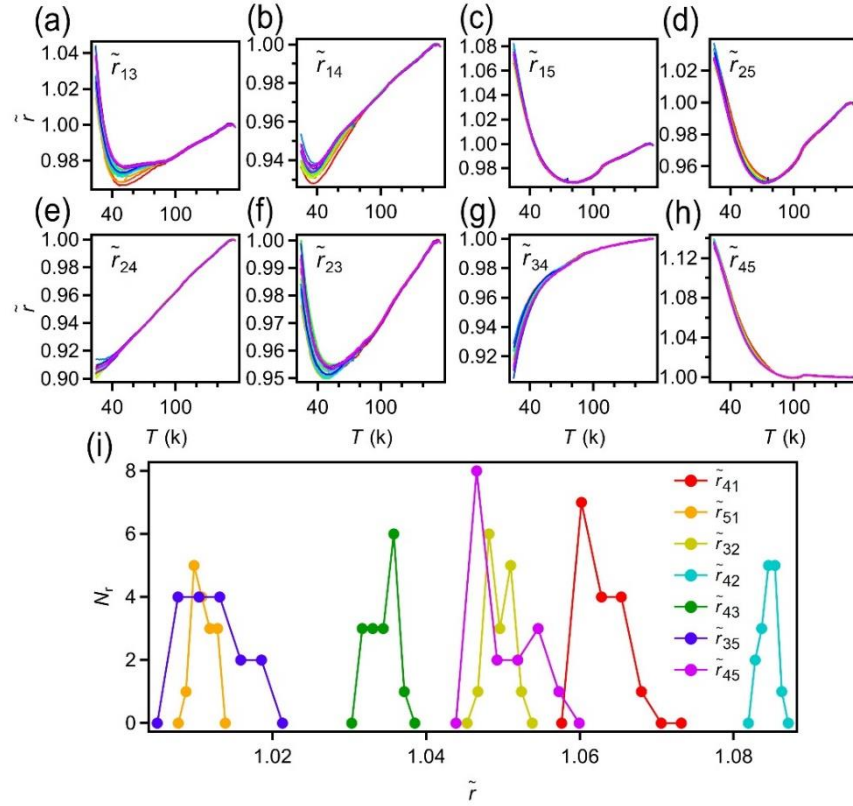 (a) (b) (c) (d)
1.04
1.02
1.00
0.98
r̃13
1.00
0.98
0.96
0.94
r̃14
1.08
1.06
1.04
1.02
1.00
0.98
r̃15
1.02
1.00
0.98
0.96
r̃25
r̃
40 100 40 100 40 100 40 100
(e) (f) (g) (h)
1.00
0.98
0.96
0.94
0.92
0.90
r̃24
1.00
0.99
0.98
0.97
0.96
0.95
r̃23
1.00
0.98
0.96
0.94
0.92
r̃34
1.12
1.08
1.04
1.00
r̃45
r̃
40 100 40 100 40 100 40 100
T (k) T (k) T (k) T (k)
(i)
8
6
4
2
0
Nr
r̃41
r̃51
r̃32
r̃42
r̃43
r̃35
r̃45
1.02 1.04 1.06 1.08
r̃